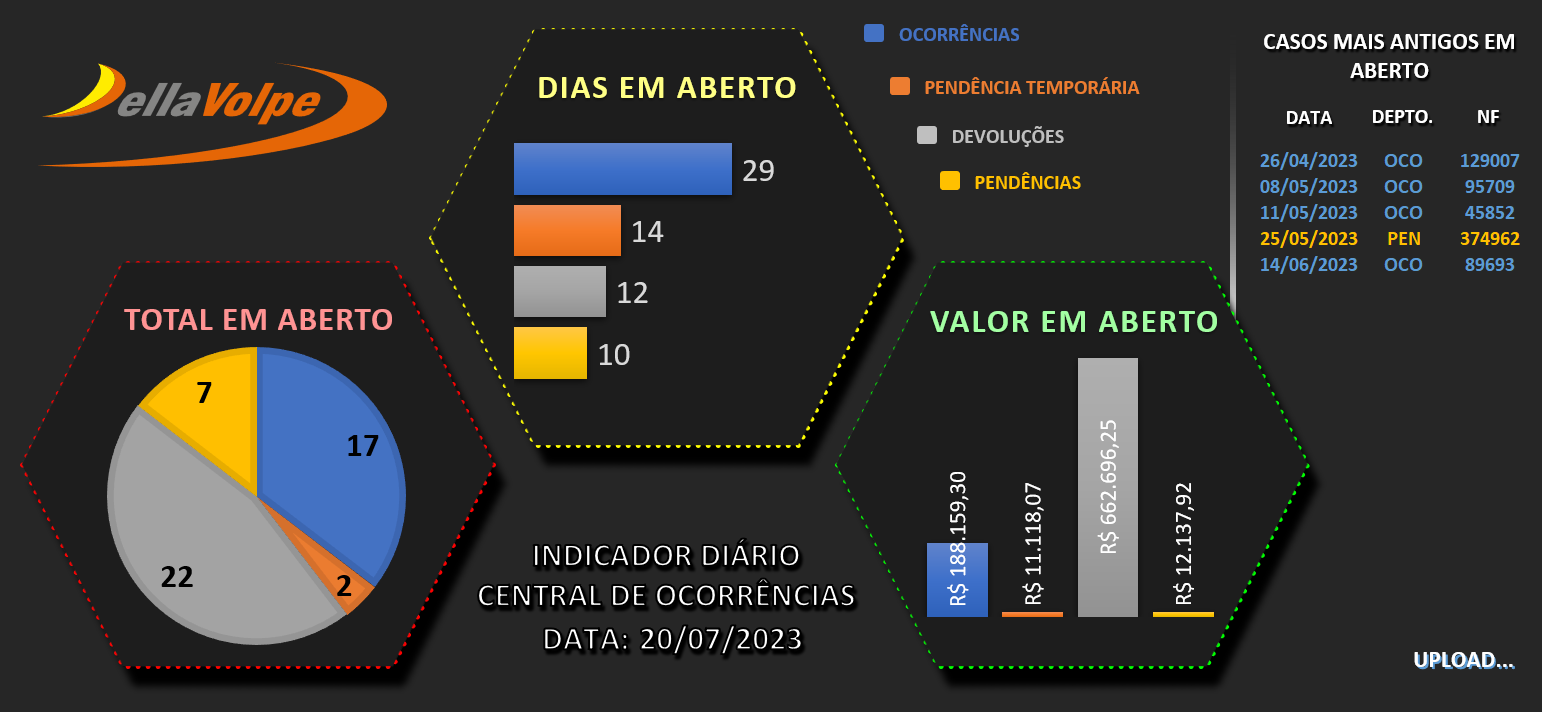 ellaVolpe
DIAS EM ABERTO
29
14
12
10
OCORRÊNCIAS
PENDÊNCIA TEMPORÁRIA
DEVOLUÇÕES
PENDÊNCIAS
CASOS MAIS ANTIGOS EM
ABERTO
DATA DEPTO. NF
26/04/2023 OCO 129007
08/05/2023 OCO 95709
11/05/2023 OCO 45852
25/05/2023 PEN 374962
14/06/2023 OCO 89693
TOTAL EM ABERTO
7
17
22
2
INDICADOR DIÁRIO
CENTRAL DE OCORRÊNCIAS
DATA: 20/07/2023
VALOR EM ABERTO
R$ 188.159,30
R$ 11.118,07
R$ 662.696,25
R$ 12.137,92
UPLOAD...